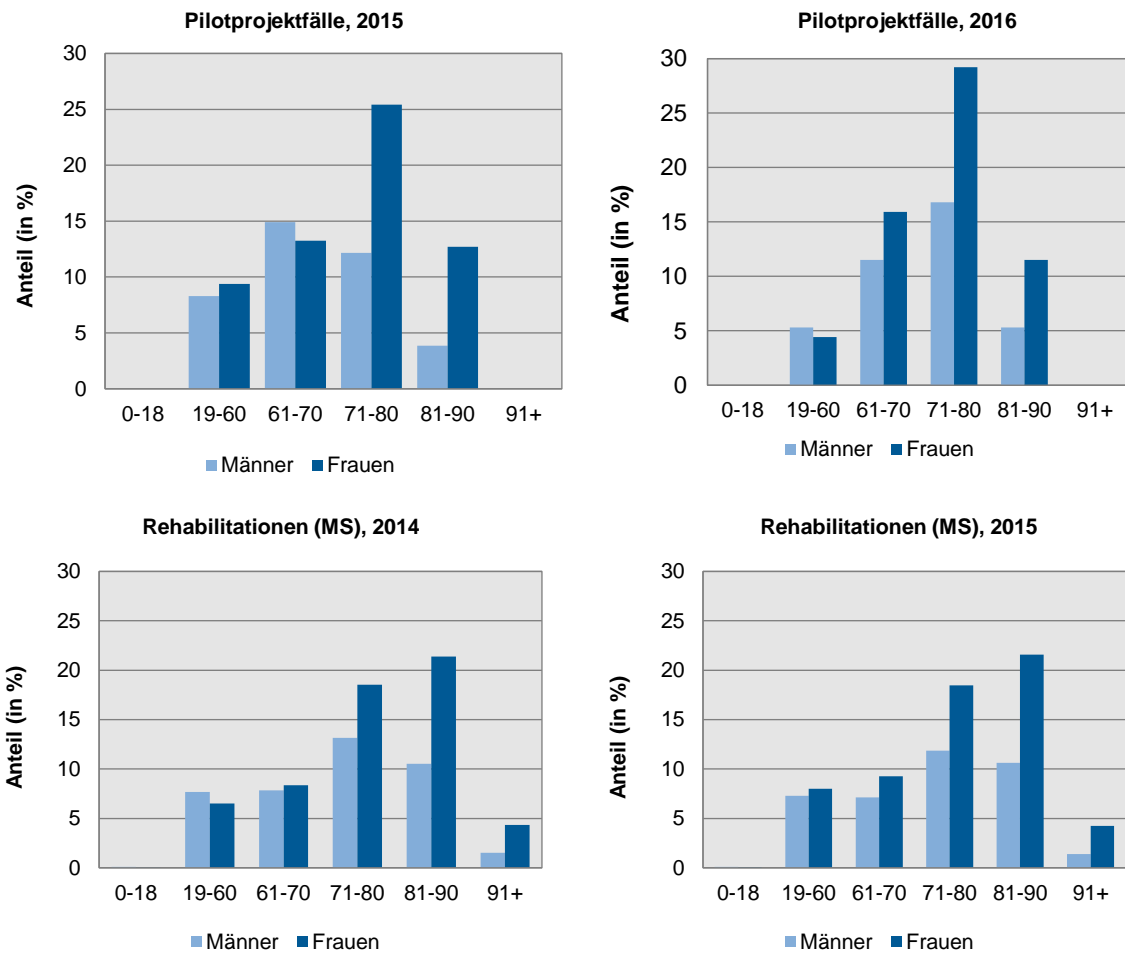 Pilotprojektfälle, 2015
Anteil (in %)
30
25
20
15
10
5
0
0-18 19-60 61-70 71-80 81-90 91+
Männer Frauen
Pilotprojektfälle, 2016
Anteil (in %)
30
25
20
15
10
5
0
0-18 19-60 61-70 71-80 81-90 91+
Männer Frauen
Rehabilitationen (MS), 2014
Anteil (in %)
30
25
20
15
10
5
0
0-18 19-60 61-70 71-80 81-90 91+
Männer Frauen
Rehabilitationen (MS), 2015
Anteil (in %)
30
25
20
15
10
5
0
0-18 19-60 61-70 71-80 81-90 91+
Männer Frauen